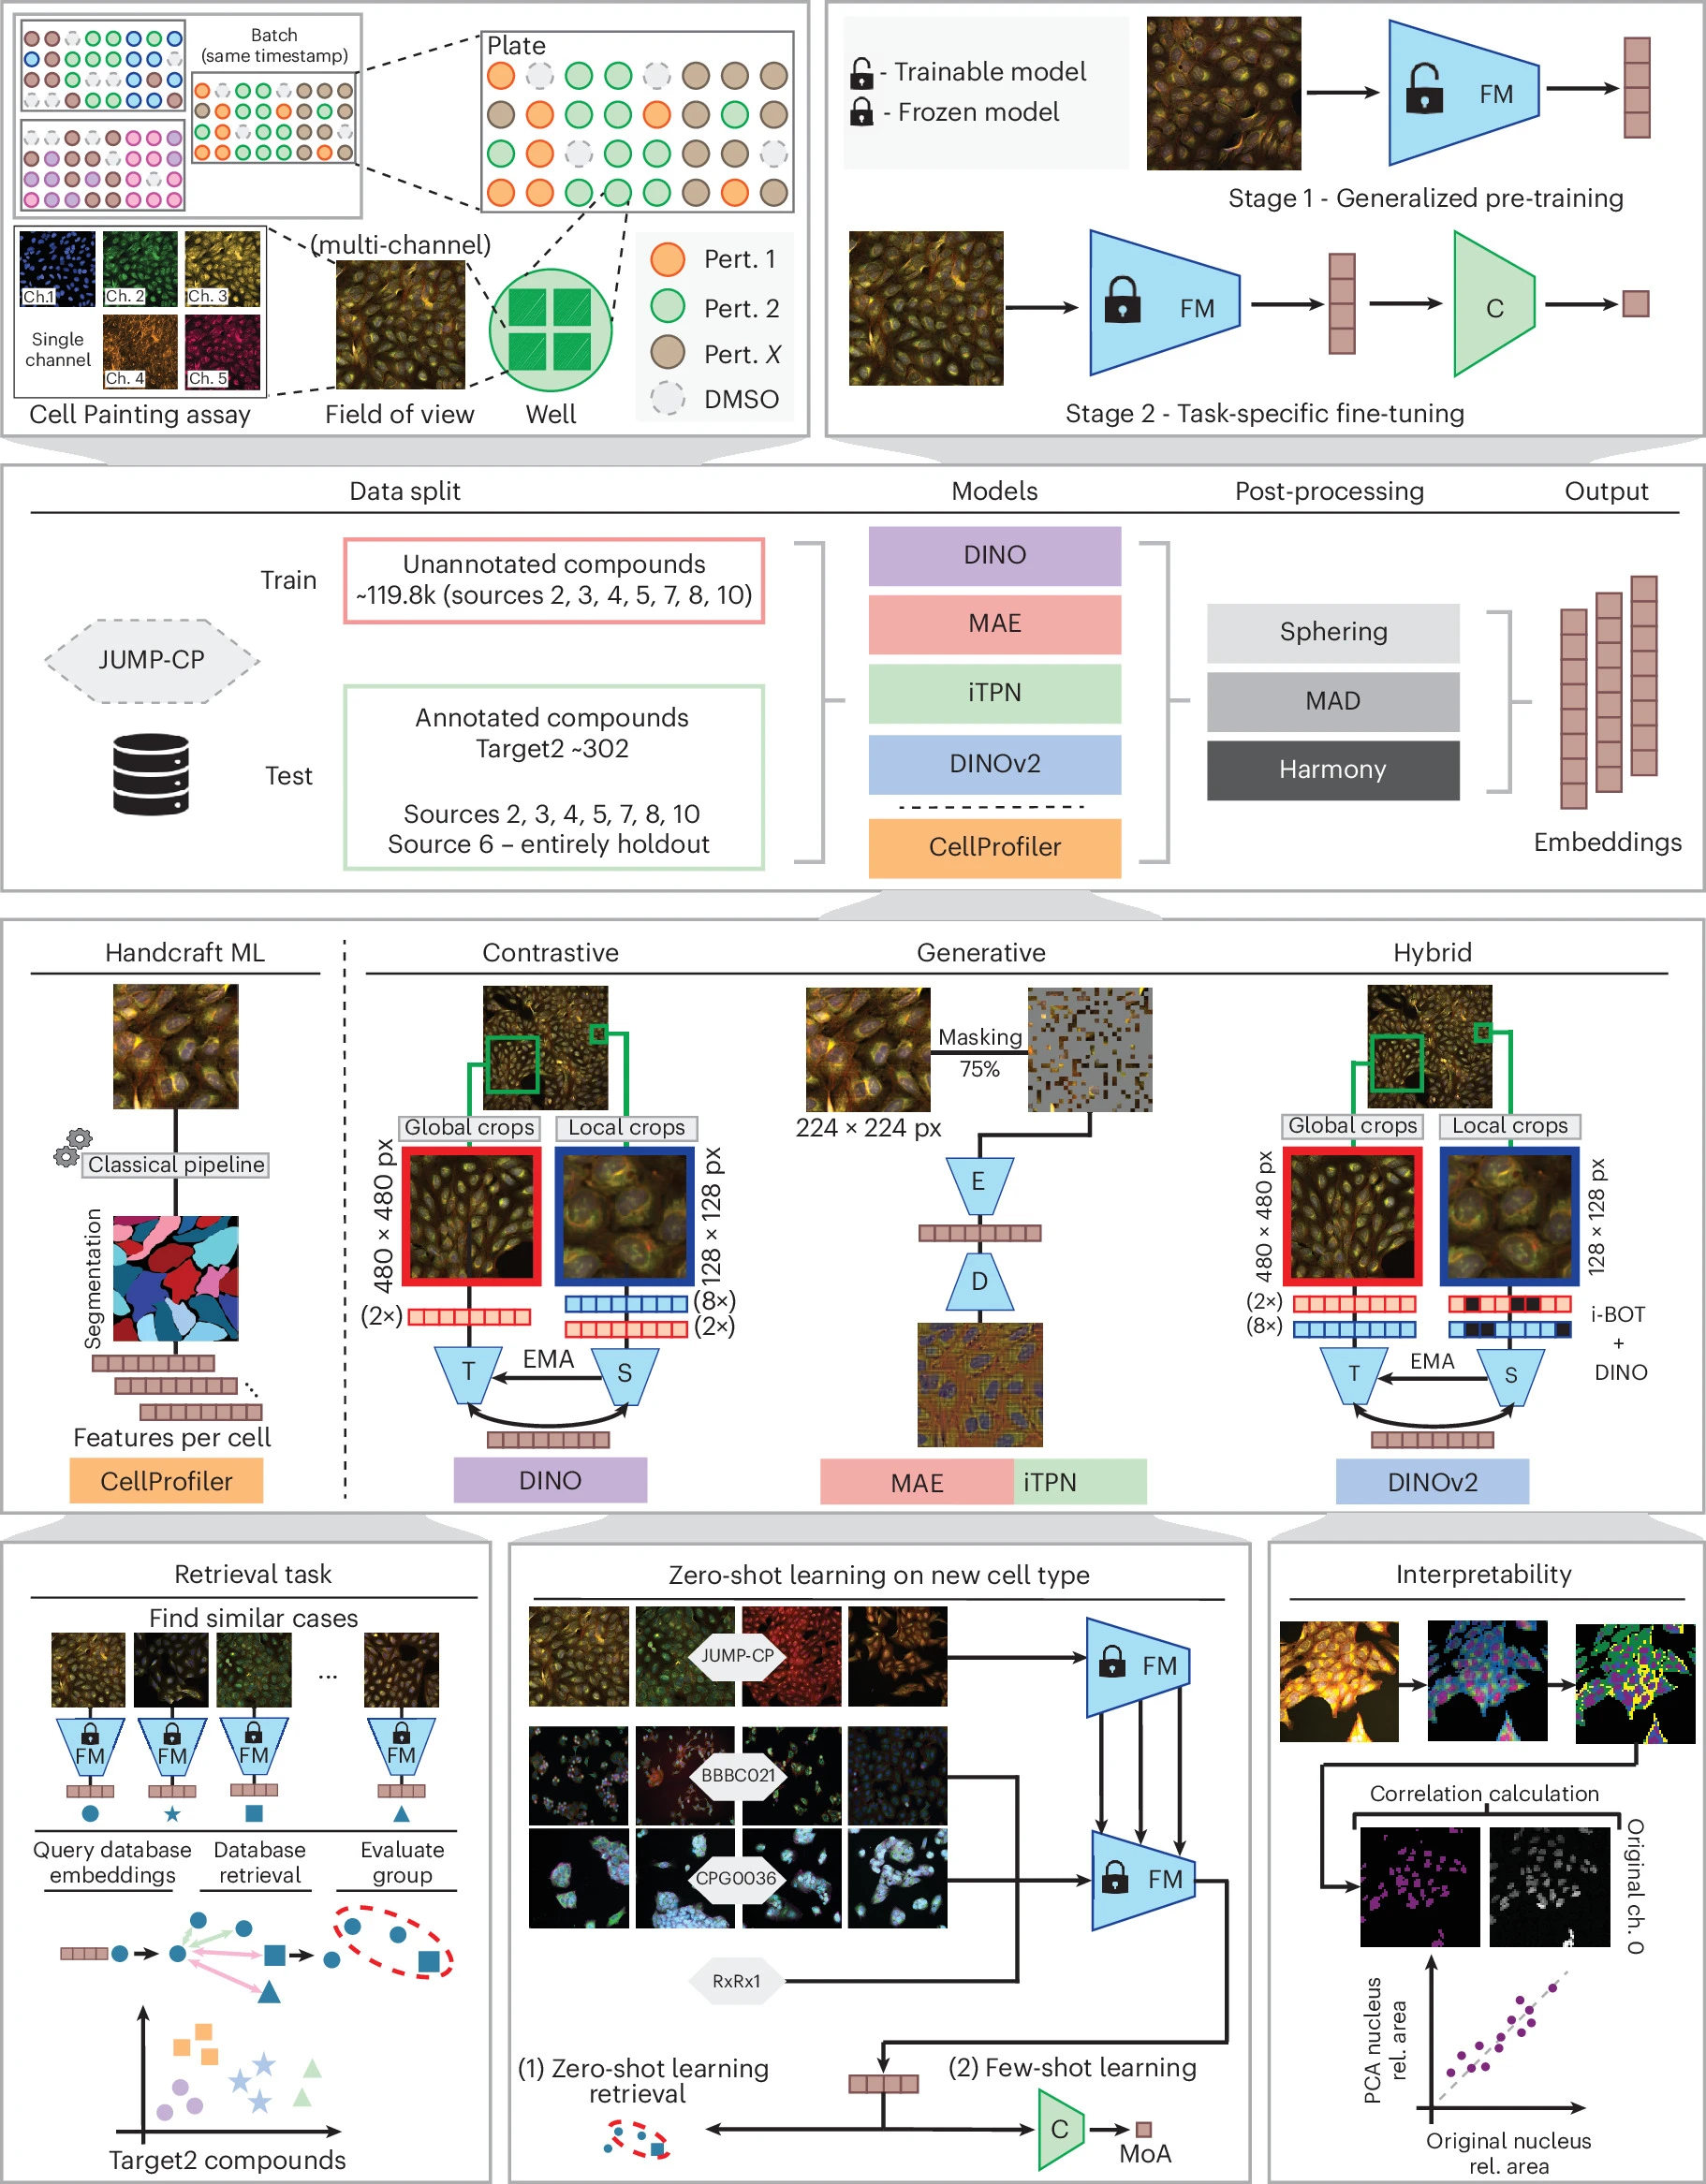 Batch
(same timestamp)
Plate
(multi-channel)
Ch.1
Ch. 2
Ch. 3
Single
channel
Ch. 4
Ch. 5
Cell Painting assay
Field of view
Well
Pert. 1
Pert. 2
Pert. X
DMSO
- Trainable model
- Frozen model
FM
Stage 1 - Generalized pre-training
FM
C
Stage 2 - Task-specific fine-tuning
Data split
Models
Post-processing
Output
JUMP-CP
Train
Unannotated compounds
~119.8k (sources 2, 3, 4, 5, 7, 8, 10)
Test
Annotated compounds
Target2 ~302
Sources 2, 3, 4, 5, 7, 8, 10
Source 6 – entirely holdout
DINO
MAE
iTPN
DINOv2
CellProfiler
Sphering
MAD
Harmony
Embeddings
Handcraft ML
Classical pipeline
Segmentation
Features per cell
CellProfiler
Contrastive
Global crops
Local crops
480 × 480 px
128 × 128 px
(2×)
(8×)
(2×)
T
EMA
S
DINO
Generative
Masking
75%
224 × 224 px
E
D
MAE
iTPN
Hybrid
Global crops
Local crops
480 × 480 px
128 × 128 px
(2×)
(8×)
i-BOT
+
DINO
T
EMA
S
DINOv2
Retrieval task
Find similar cases
...
FM
FM
FM
FM
Query database
embeddings
Database
retrieval
Evaluate
group
Target2 compounds
Zero-shot learning on new cell type
JUMP-CP
FM
BBBC021
CPG0036
FM
RxRx1
(1) Zero-shot learning
retrieval
(2) Few-shot learning
C
MoA
Interpretability
Correlation calculation
Original ch. 0
PCA nucleus
rel. area
Original nucleus
rel. area